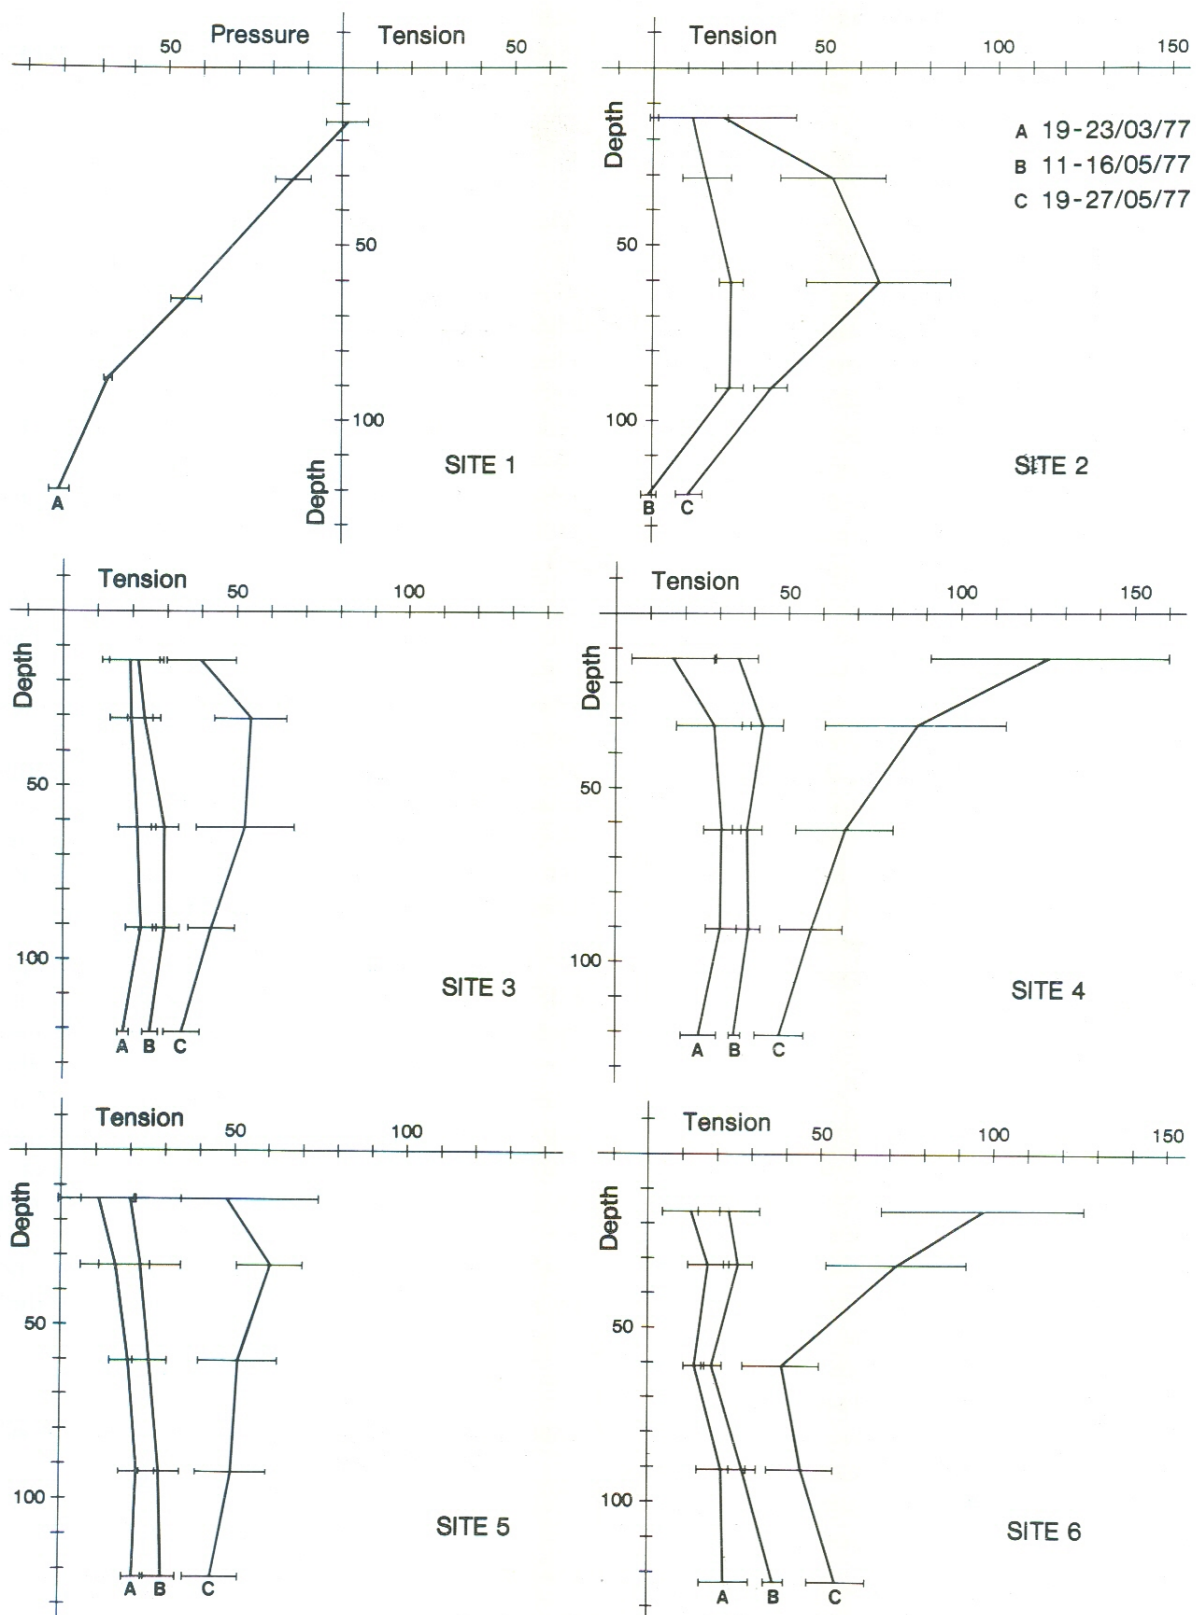 Pressure Tension
50 50
50
100
Depth
SITE 1
A
Tension
50 100 150
Depth
A 19-23/03/77
B 11-16/05/77
C 19-27/05/77
50
100
SITE 2
B C
Tension
50 100
Depth
50
100
SITE 3
A B C
Tension
50 100 150
Depth
50
100
SITE 4
A B C
Tension
50 100
Depth
50
100
SITE 5
A B C
Tension
50 100 150
Depth
50
100
SITE 6
A B C